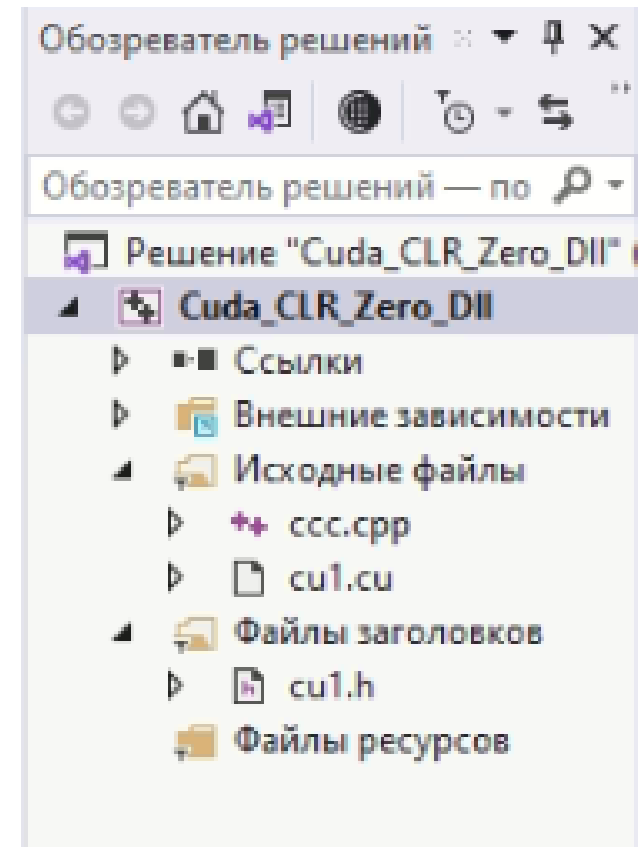 Обозреватель решений
Обозреватель решений — по
Решение "Cuda_CLR_Zero_Dll"
Cuda_CLR_Zero_Dll
Ссылки
Внешние зависимости
Исходные файлы
ccc.cpp
cu1.cu
Файлы заголовков
cu1.h
Файлы ресурсов